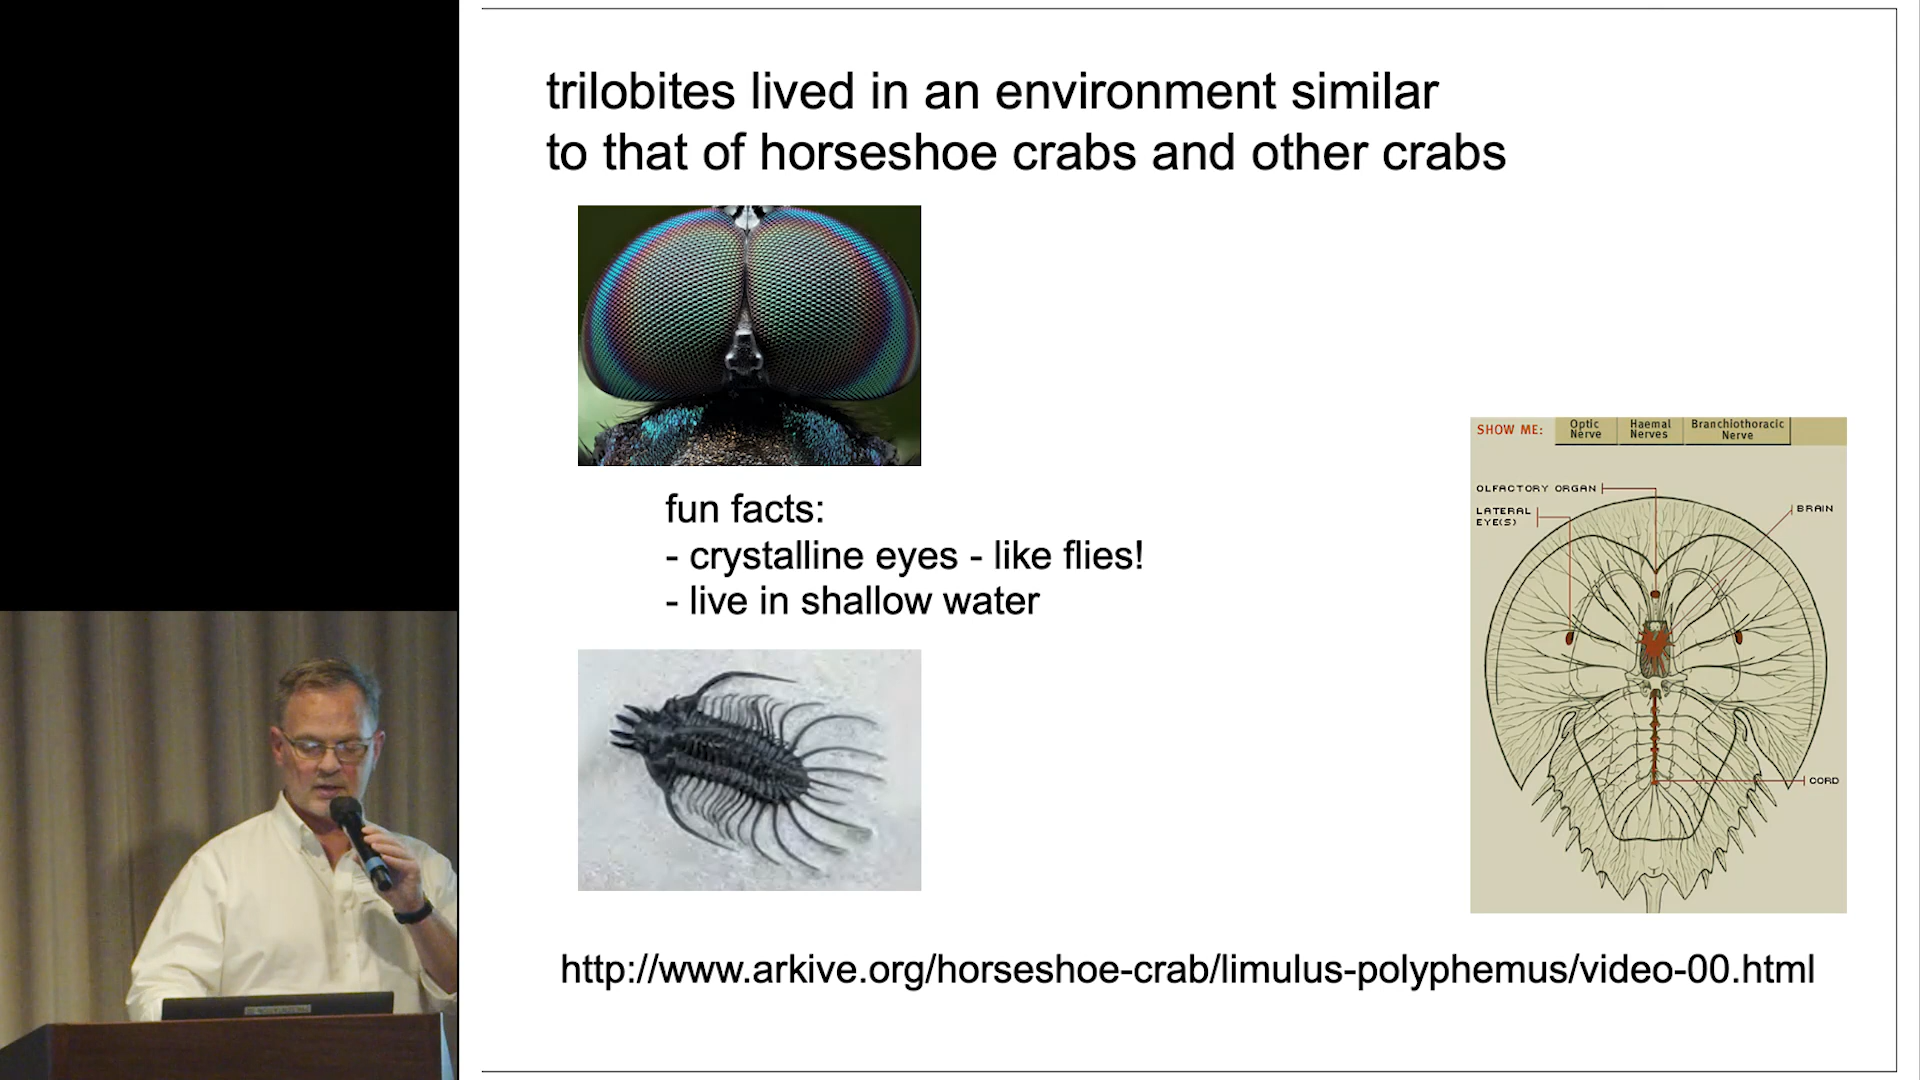 trilobites lived in an environment similar
to that of horseshoe crabs and other crabs
fun facts:
- crystalline eyes - like flies!
- live in shallow water
SHOW ME:
Optic
Nerve
Haemal
Nerves
Branchiothoracic
Nerve
OLFACTORY ORGAN
LATERAL
EYE(S)
BRAIN
CORD
http://www.arkive.org/horseshoe-crab/limulus-polyphemus/video-00.html